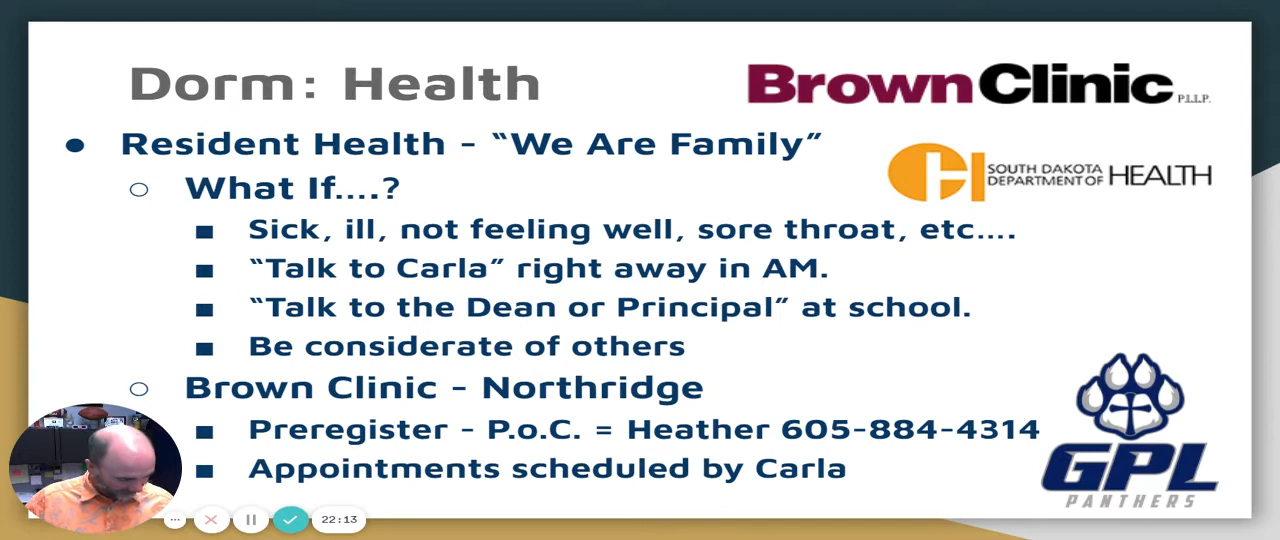 Dorm: Health
BrownClinic P.L.L.P.
Resident Health - “We Are Family”
SOUTH DAKOTA
DEPARTMENT OF HEALTH
What If....?
Sick, ill, not feeling well, sore throat, etc....
“Talk to Carla” right away in AM.
“Talk to the Dean or Principal” at school.
Be considerate of others
Brown Clinic - Northridge
Preregister - P.o.C. = Heather 605-884-4314
Appointments scheduled by Carla
GPL
PANTHERS
22:13